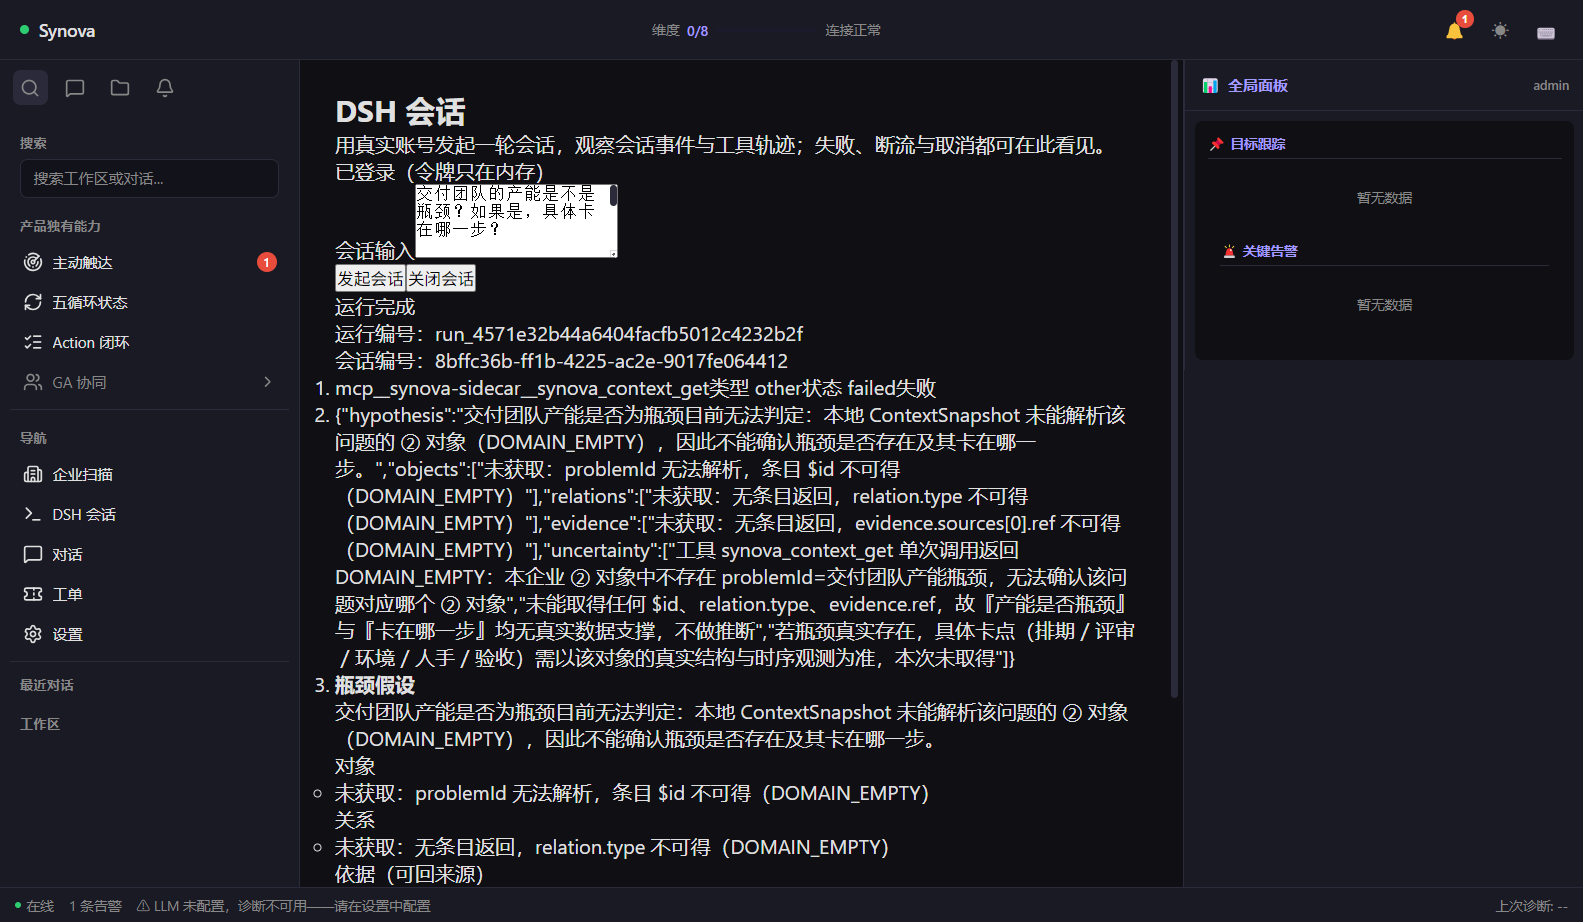 Synova
维度 0/8
连接正常
1
搜索
搜索工作区或对话...
产品独有能力
主动触达
1
五循环状态
Action 闭环
GA 协同
导航
企业扫描
DSH 会话
对话
工单
设置
最近对话
工作区
DSH 会话
用真实账号发起一轮会话，观察会话事件与工具轨迹；失败、断流与取消都可在此看见。
已登录（令牌只在内存）
会话输入
交付团队的产能是不是
瓶颈？如果是，具体卡
在哪一步？
发起会话 关闭会话
运行完成
运行编号：run_4571e32b44a6404facfb5012c4232b2f
会话编号：8bffc36b-ff1b-4225-ac2e-9017fe064412
1. mcp__synova-sidecar__synova_context_get类型 other状态 failed失败
2. {"hypothesis":"交付团队产能是否为瓶颈目前无法判定：本地 ContextSnapshot 未能解析该
问题的 ② 对象（DOMAIN_EMPTY），因此不能确认瓶颈是否存在及其卡在哪一
步。","objects":["未获取：problemId 无法解析，条目 $id 不可得
（DOMAIN_EMPTY）"],"relations":["未获取：无条目返回，relation.type 不可得
（DOMAIN_EMPTY）"],"evidence":["未获取：无条目返回，evidence.sources[0].ref 不可得
（DOMAIN_EMPTY）"],"uncertainty":["工具 synova_context_get 单次调用返回
DOMAIN_EMPTY：本企业 ② 对象中不存在 problemId=交付团队产能瓶颈，无法确认该问
题对应哪个 ② 对象","未能取得任何 $id、relation.type、evidence.ref，故『产能是否瓶颈』
与『卡在哪一步』均无真实数据支撑，不做推断","若瓶颈真实存在，具体卡点（排期 / 评审
/ 环境 / 人手 / 验收）需以该对象的真实结构与时序观测为准，本次未取得"]}
3. 瓶颈假设
交付团队产能是否为瓶颈目前无法判定：本地 ContextSnapshot 未能解析该问题的 ② 对象
（DOMAIN_EMPTY），因此不能确认瓶颈是否存在及其卡在哪一步。
对象
未获取：problemId 无法解析，条目 $id 不可得（DOMAIN_EMPTY）
关系
未获取：无条目返回，relation.type 不可得（DOMAIN_EMPTY）
依据（可回来源）
全局面板
admin
目标跟踪
暂无数据
关键告警
暂无数据
在线
1 条告警
LLM 未配置，诊断不可用——请在设置中配置
上次诊断: --